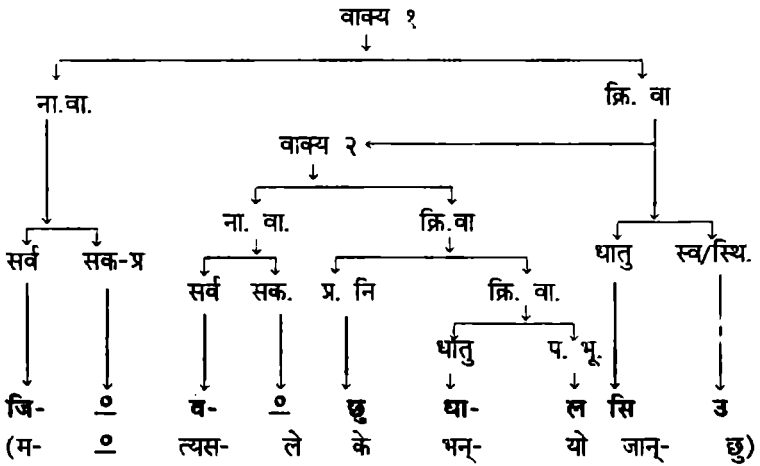 वाक्य १
ना.वा. क्रि. वा
वाक्य २
ना. वा. क्रि.वा
सर्व सक-प्र धातु स्व/स्थि.
सर्व सक. प्र. नि क्रि. वा.
धातु प. भू.
जि- ० व- ० छु धा- ल सि उ
(म- ० त्यस- ले के भन्- यो जान्- छु)